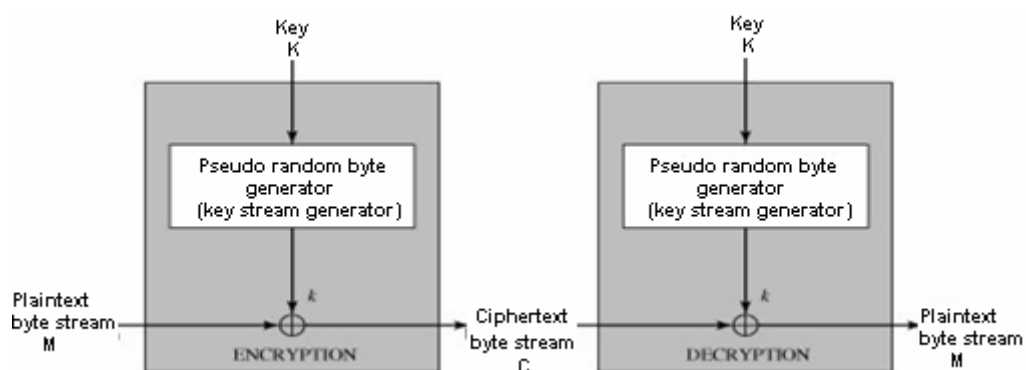 Key
K
Pseudo random byte
generator
(key stream generator)
k
Plaintext
byte stream
M
ENCRYPTION
Ciphertext
byte stream
C
Key
K
Pseudo random byte
generator
(key stream generator)
k
DECRYPTION
Plaintext
byte stream
M